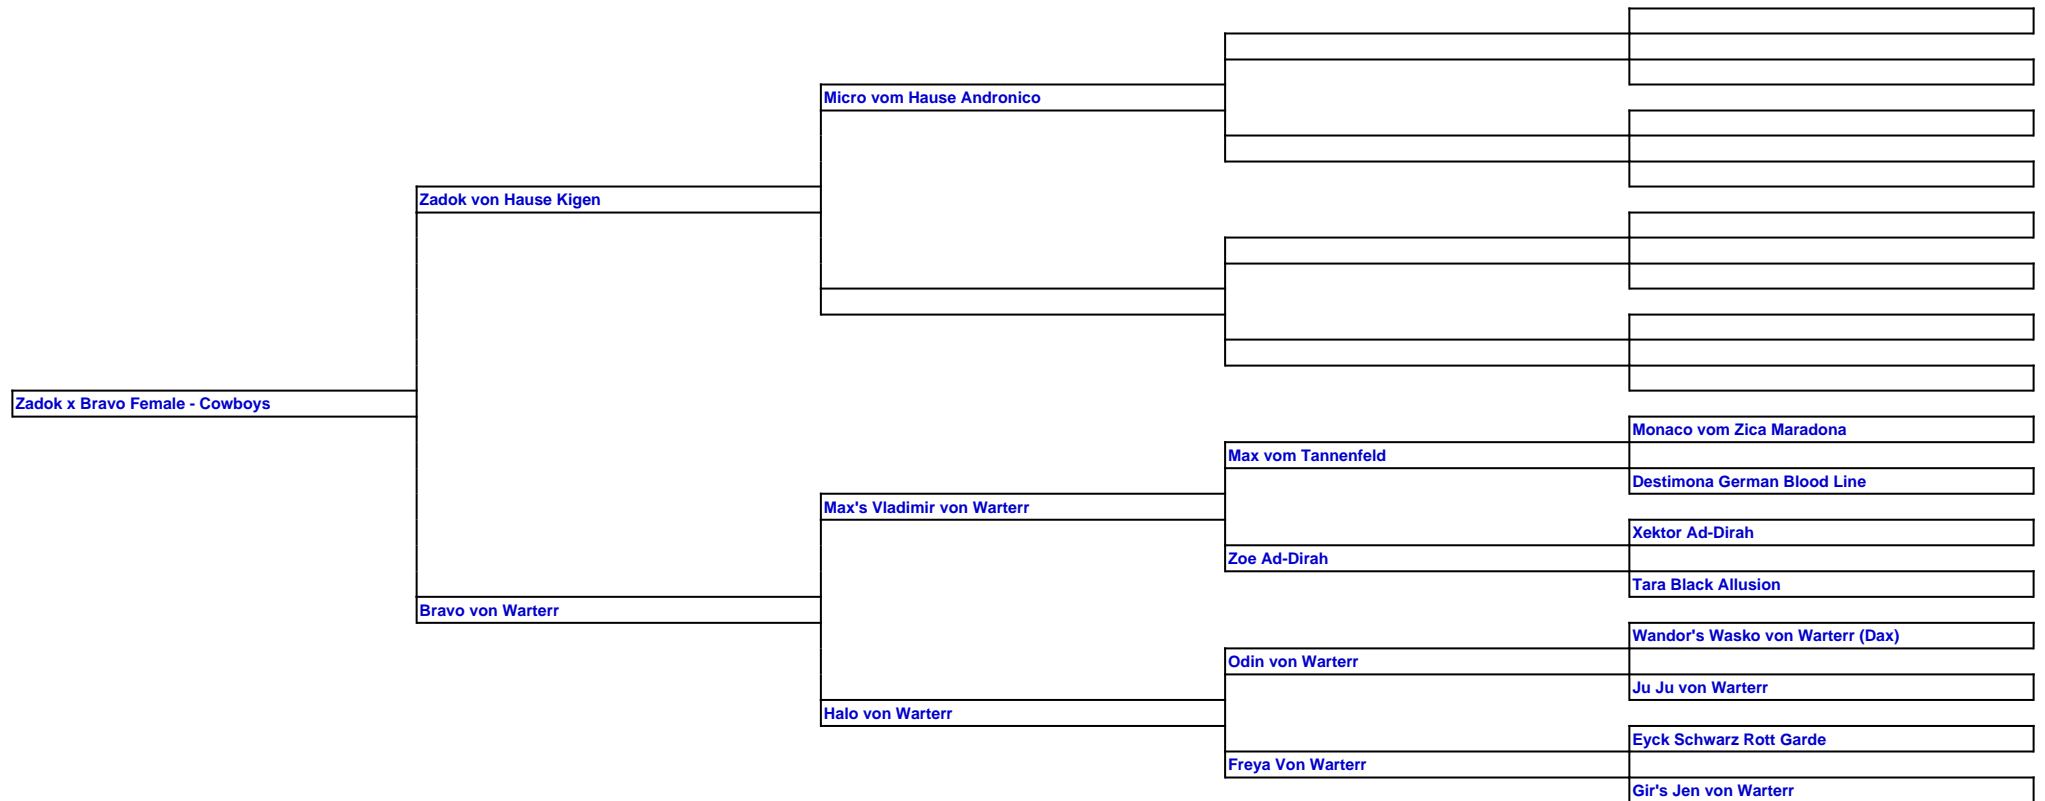 Micro vom Hause Andronico
Zadok von Hause Kigen
Zadok x Bravo Female - Cowboys
Monaco vom Zica Maradona
Max vom Tannenfeld
Destimona German Blood Line
Max's Vladimir von Warterr
Xektor Ad-Dirah
Zoe Ad-Dirah
Tara Black Allusion
Bravo von Warterr
Wandor's Wasko von Warterr (Dax)
Odin von Warterr
Ju Ju von Warterr
Halo von Warterr
Eyck Schwarz Rott Garde
Freya Von Warterr
Gir's Jen von Warterr